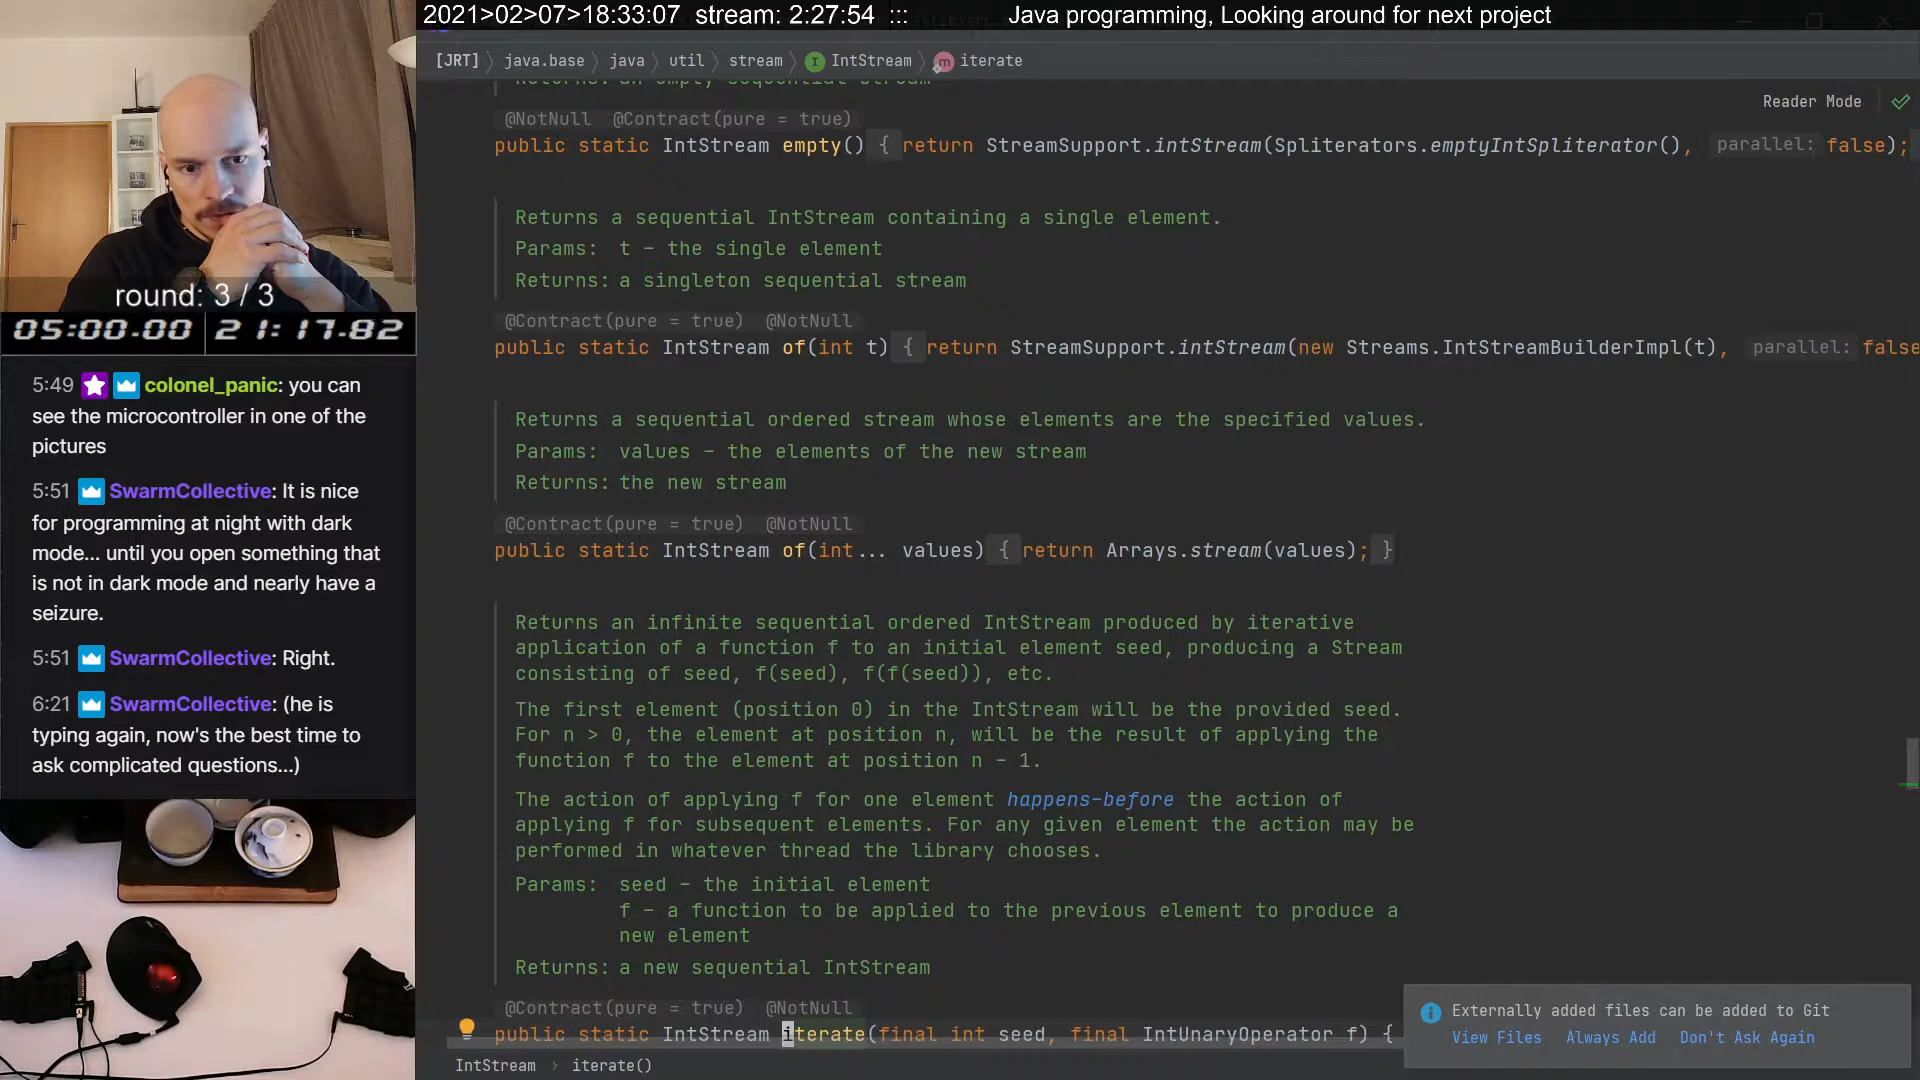 2021>02>07>18:33:07 stream: 2:27:54 ::: Java programming, Looking around for next project
[JRT] java.base java util stream I IntStream m iterate
Returns: an empty sequential stream
Reader Mode
@NotNull @Contract(pure = true)
public static IntStream empty() { return StreamSupport.intStream(Spliterators.emptyIntSpliterator(), parallel: false);
Returns a sequential IntStream containing a single element.
Params: t – the single element
Returns: a singleton sequential stream
@Contract(pure = true) @NotNull
public static IntStream of(int t) { return StreamSupport.intStream(new Streams.IntStreamBuilderImpl(t), parallel: false
Returns a sequential ordered stream whose elements are the specified values.
Params: values – the elements of the new stream
Returns: the new stream
@Contract(pure = true) @NotNull
public static IntStream of(int... values) { return Arrays.stream(values); }
Returns an infinite sequential ordered IntStream produced by iterative
application of a function f to an initial element seed, producing a Stream
consisting of seed, f(seed), f(f(seed)), etc.
The first element (position 0) in the IntStream will be the provided seed.
For n > 0, the element at position n, will be the result of applying the
function f to the element at position n - 1.
The action of applying f for one element happens-before the action of
applying f for subsequent elements. For any given element the action may be
performed in whatever thread the library chooses.
Params: seed – the initial element
f – a function to be applied to the previous element to produce a
new element
Returns: a new sequential IntStream
@Contract(pure = true) @NotNull
public static IntStream iterate(final int seed, final IntUnaryOperator f) {
IntStream > iterate()
Externally added files can be added to Git
View Files Always Add Don't Ask Again
round: 3 / 3
05:00.00 21:17.82
5:49 colonel_panic: you can
see the microcontroller in one of the
pictures
5:51 SwarmCollective: It is nice
for programming at night with dark
mode... until you open something that
is not in dark mode and nearly have a
seizure.
5:51 SwarmCollective: Right.
6:21 SwarmCollective: (he is
typing again, now's the best time to
ask complicated questions...)